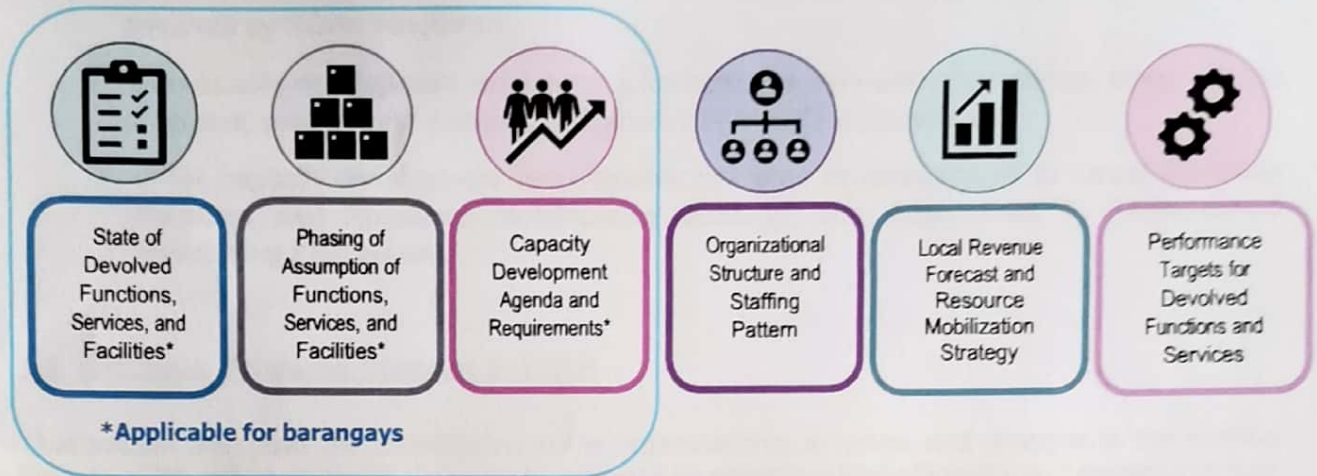 State of
Devolved
Functions,
Services, and
Facilities*
Phasing of
Assumption of
Functions,
Services, and
Facilities*
Capacity
Development
Agenda and
Requirements*
Organizational
Structure and
Staffing
Pattern
Local Revenue
Forecast and
Resource
Mobilization
Strategy
Performance
Targets for
Devolved
Functions and
Services
*Applicable for barangays